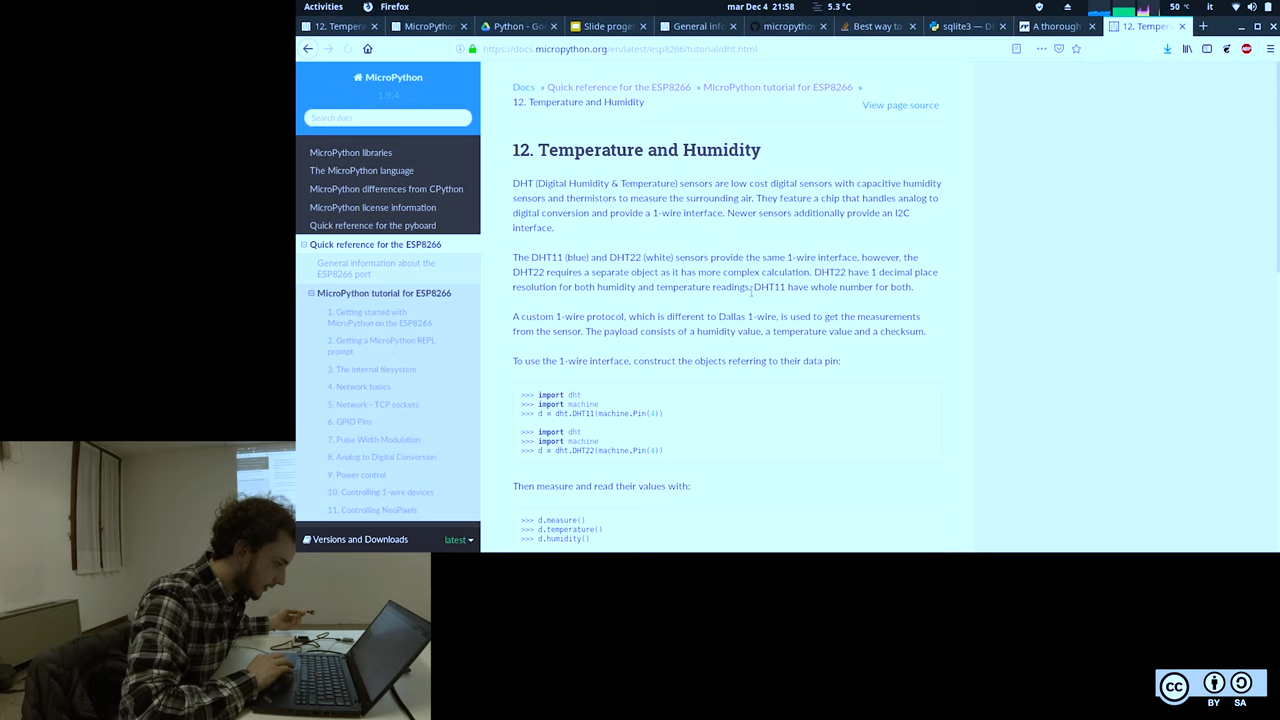 Activities
Firefox
mar Dec 4 21:58
5.3 °C
50 °
it
12. Tempera
MicroPython
Python - Go
Slide proge
General info
micropython
Best way to
sqlite3 — D
A thorough
12. Tempera
https://docs.micropython.org/en/latest/esp8266/tutorial/dht.html
MicroPython
1.9.4
Search docs
MicroPython libraries
The MicroPython language
MicroPython differences from CPython
MicroPython license information
Quick reference for the pyboard
Quick reference for the ESP8266
General information about the
ESP8266 port
MicroPython tutorial for ESP8266
1. Getting started with
MicroPython on the ESP8266
2. Getting a MicroPython REPL
prompt
3. The internal filesystem
4. Network basics
5. Network - TCP sockets
6. GPIO Pins
7. Pulse Width Modulation
8. Analog to Digital Conversion
9. Power control
10. Controlling 1-wire devices
11. Controlling NeoPixels
Versions and Downloads
latest
Docs » Quick reference for the ESP8266 » MicroPython tutorial for ESP8266 »
12. Temperature and Humidity
View page source
12. Temperature and Humidity
DHT (Digital Humidity & Temperature) sensors are low cost digital sensors with capacitive humidity
sensors and thermistors to measure the surrounding air. They feature a chip that handles analog to
digital conversion and provide a 1-wire interface. Newer sensors additionally provide an I2C
interface.
The DHT11 (blue) and DHT22 (white) sensors provide the same 1-wire interface, however, the
DHT22 requires a separate object as it has more complex calculation. DHT22 have 1 decimal place
resolution for both humidity and temperature readings. DHT11 have whole number for both.
A custom 1-wire protocol, which is different to Dallas 1-wire, is used to get the measurements
from the sensor. The payload consists of a humidity value, a temperature value and a checksum.
To use the 1-wire interface, construct the objects referring to their data pin:
>>> import dht
>>> import machine
>>> d = dht.DHT11(machine.Pin(4))
>>> import dht
>>> import machine
>>> d = dht.DHT22(machine.Pin(4))
Then measure and read their values with:
>>> d.measure()
>>> d.temperature()
>>> d.humidity()
cc
BY SA